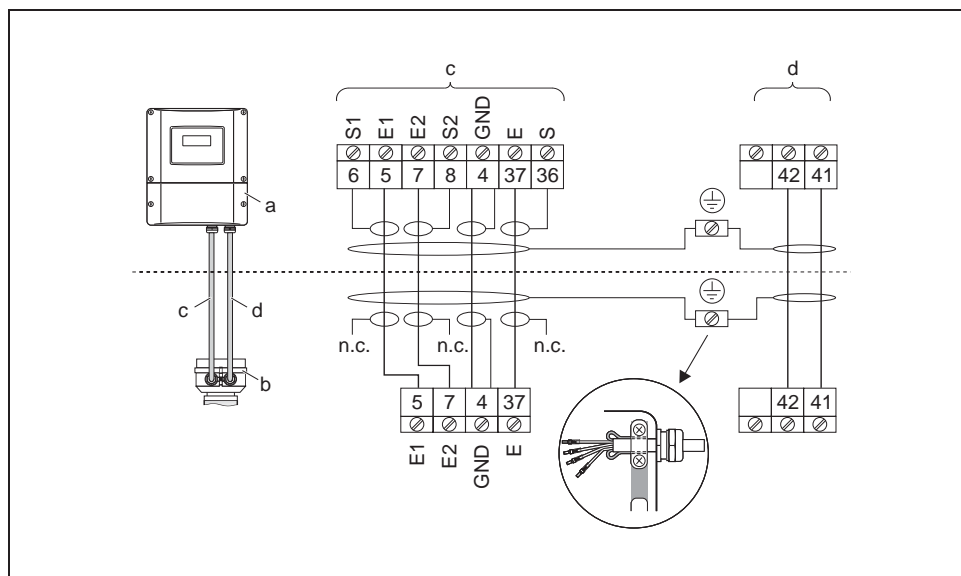 c
d
S1 E1 E2 S2 GND E S
6 5 7 8 4 37 36
42 41
a
c
d
b
n.c. n.c. n.c.
5 7 4 37
42 41
E1 E2 GND E